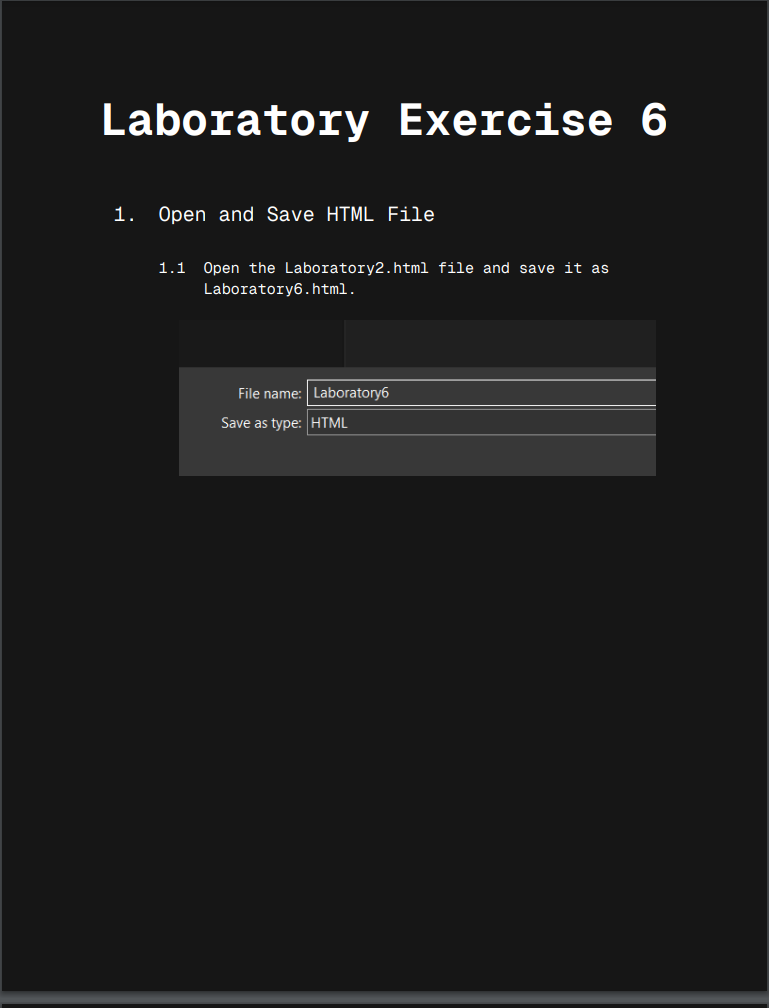 Laboratory Exercise 6
1. Open and Save HTML File
1.1 Open the Laboratory2.html file and save it as
Laboratory6.html.
File name: Laboratory6
Save as type: HTML